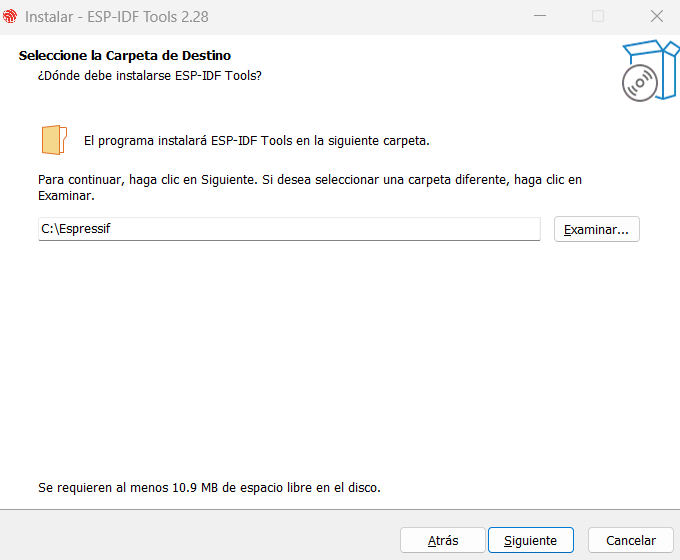 Instalar - ESP-IDF Tools 2.28
Seleccione la Carpeta de Destino
¿Dónde debe instalarse ESP-IDF Tools?
El programa instalará ESP-IDF Tools en la siguiente carpeta.
Para continuar, haga clic en Siguiente. Si desea seleccionar una carpeta diferente, haga clic en
Examinar.
C:\Espressif
Examinar...
Se requieren al menos 10.9 MB de espacio libre en el disco.
Atrás
Siguiente
Cancelar